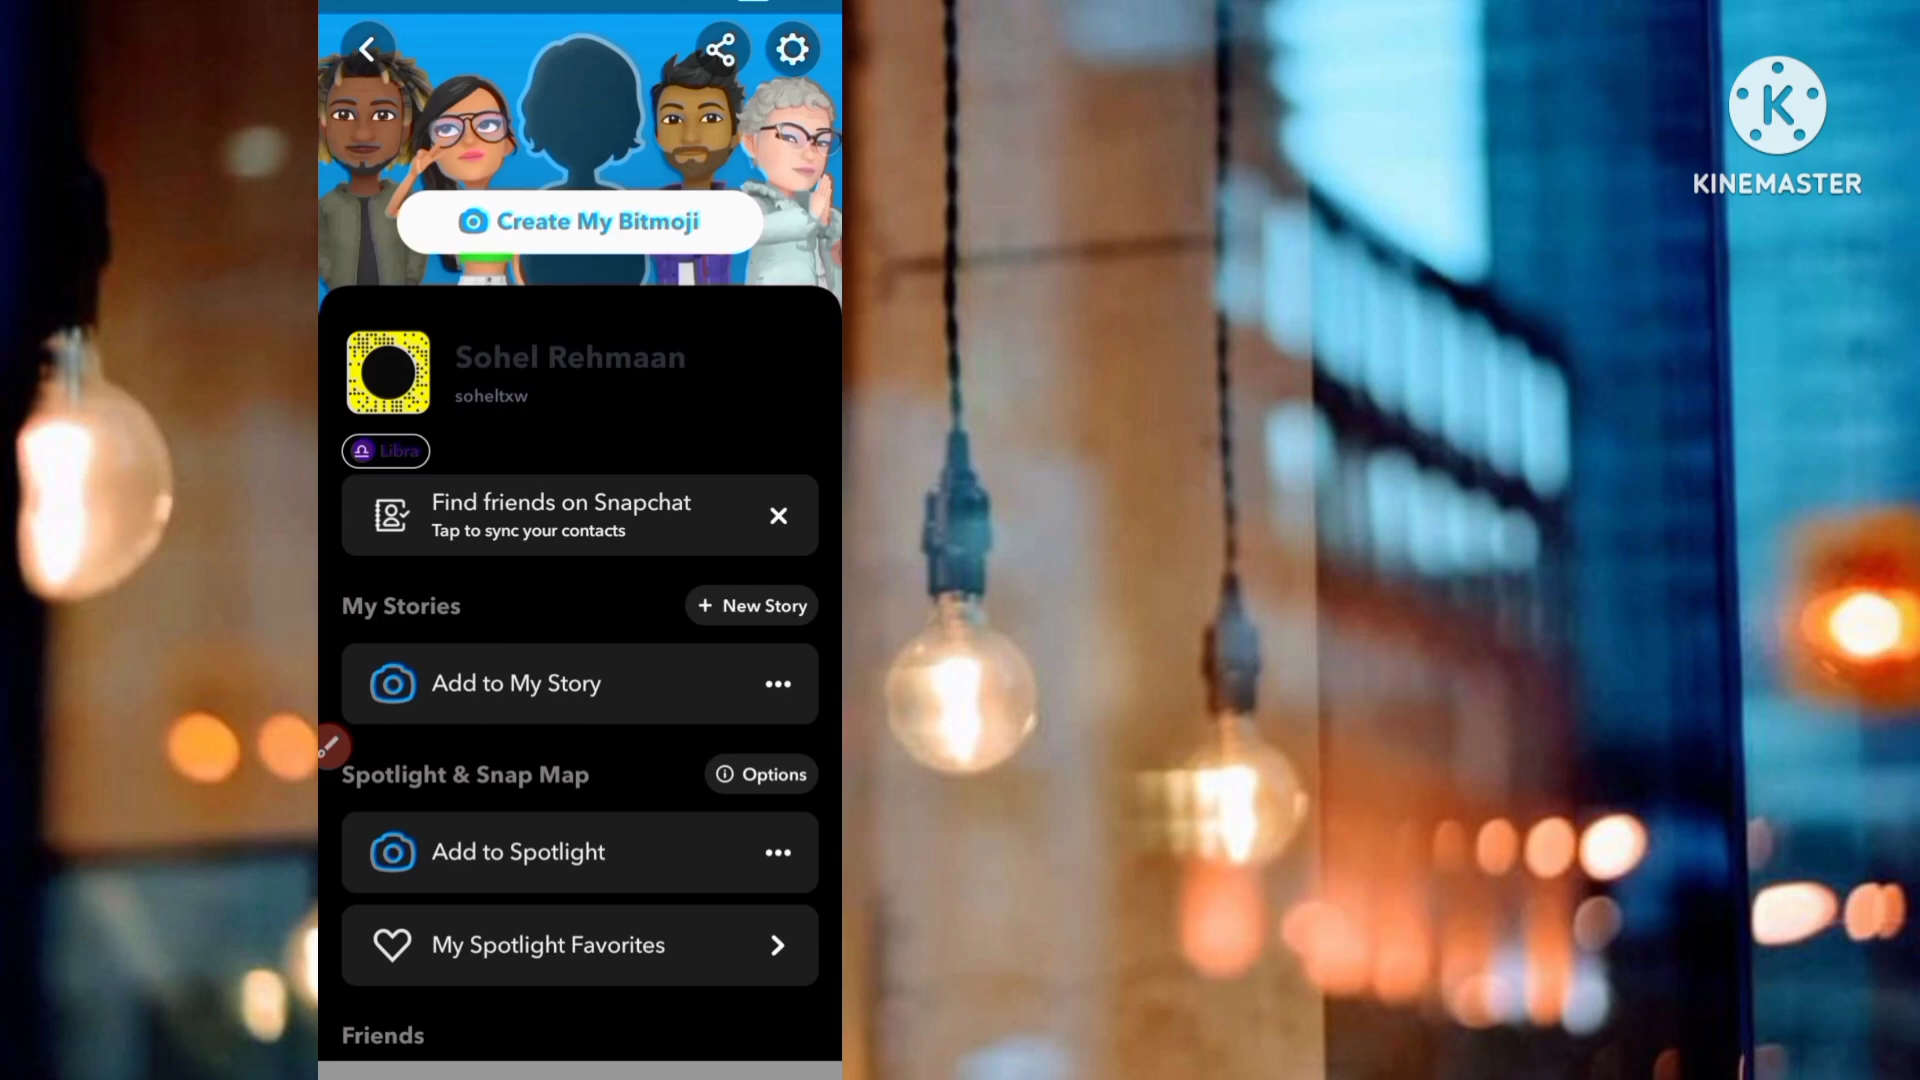 KINEMASTER
Create My Bitmoji
Sohel Rehmaan
soheltxw
Libra
Find friends on Snapchat
Tap to sync your contacts
My Stories
+ New Story
Add to My Story
Spotlight & Snap Map
Options
Add to Spotlight
My Spotlight Favorites
Friends